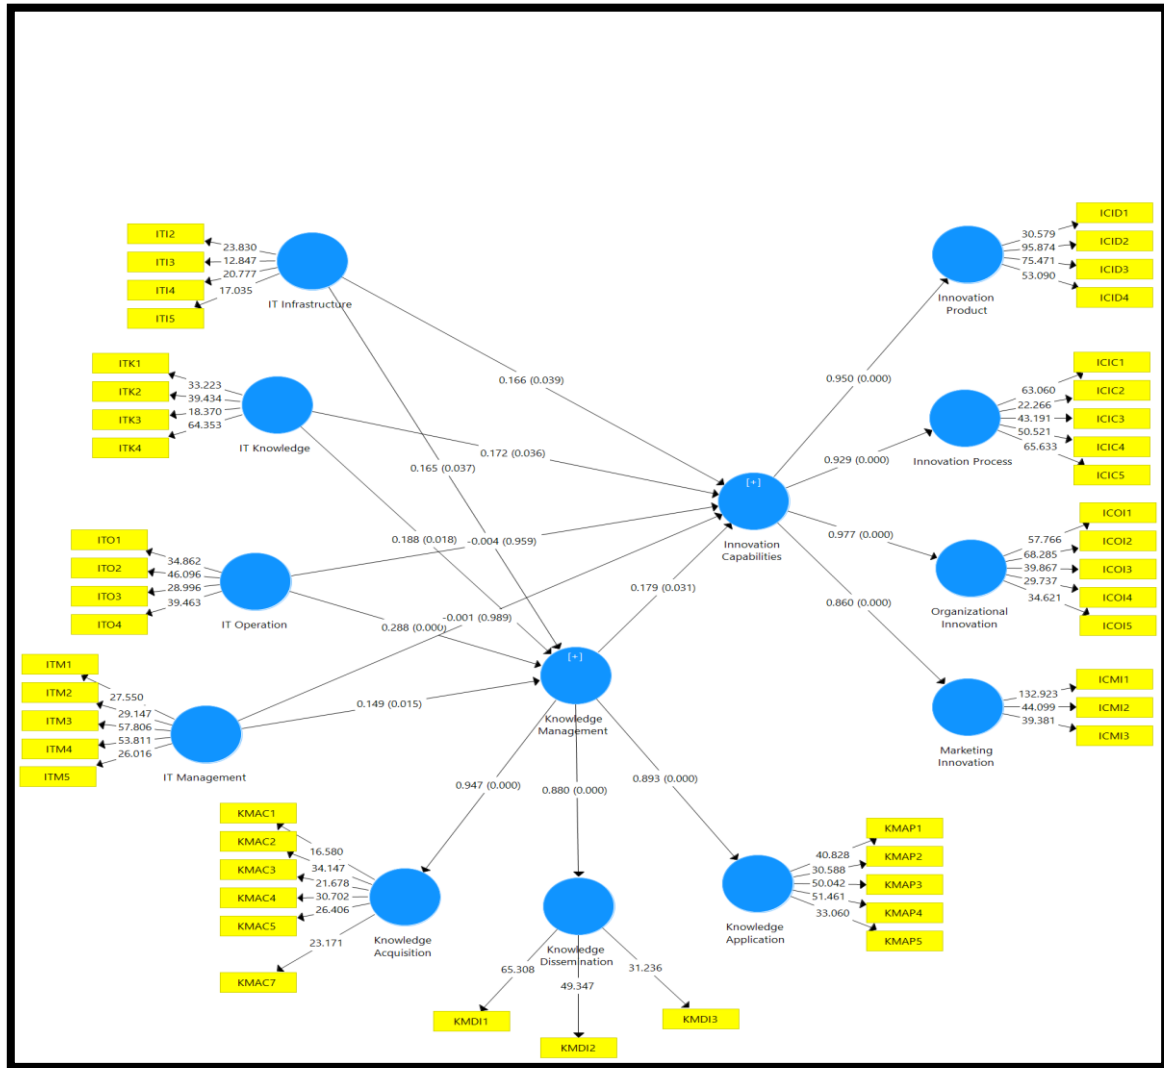 ITI2
ITI3
ITI4
ITI5
23.830
12.847
20.777
17.035
IT Infrastructure
ITK1
ITK2
ITK3
ITK4
33.223
39.434
18.370
64.353
IT Knowledge
ITO1
ITO2
ITO3
ITO4
34.862
46.096
28.996
39.463
IT Operation
ITM1
ITM2
ITM3
ITM4
ITM5
27.550
29.147
57.806
53.811
26.016
IT Management
0.166 (0.039)
0.172 (0.036)
0.165 (0.037)
0.188 (0.018)
-0.004 (0.959)
-0.001 (0.989)
0.288 (0.000)
0.149 (0.015)
0.179 (0.031)
[+]
Innovation
Capabilities
[+]
Knowledge
Management
0.950 (0.000)
0.929 (0.000)
0.977 (0.000)
0.860 (0.000)
Innovation
Product
30.579
95.874
75.471
53.090
ICID1
ICID2
ICID3
ICID4
Innovation Process
63.060
22.266
43.191
50.521
65.633
ICIC1
ICIC2
ICIC3
ICIC4
ICIC5
Organizational
Innovation
57.766
68.285
39.867
29.737
34.621
ICOI1
ICOI2
ICOI3
ICOI4
ICOI5
Marketing
Innovation
132.923
44.099
39.381
ICMI1
ICMI2
ICMI3
0.947 (0.000)
0.880 (0.000)
0.893 (0.000)
KMAC1
KMAC2
KMAC3
KMAC4
KMAC5
KMAC7
16.580
34.147
21.678
30.702
26.406
23.171
Knowledge
Acquisition
Knowledge
Dissemination
65.308
49.347
31.236
KMDI1
KMDI2
KMDI3
Knowledge
Application
40.828
30.588
50.042
51.461
33.060
KMAP1
KMAP2
KMAP3
KMAP4
KMAP5